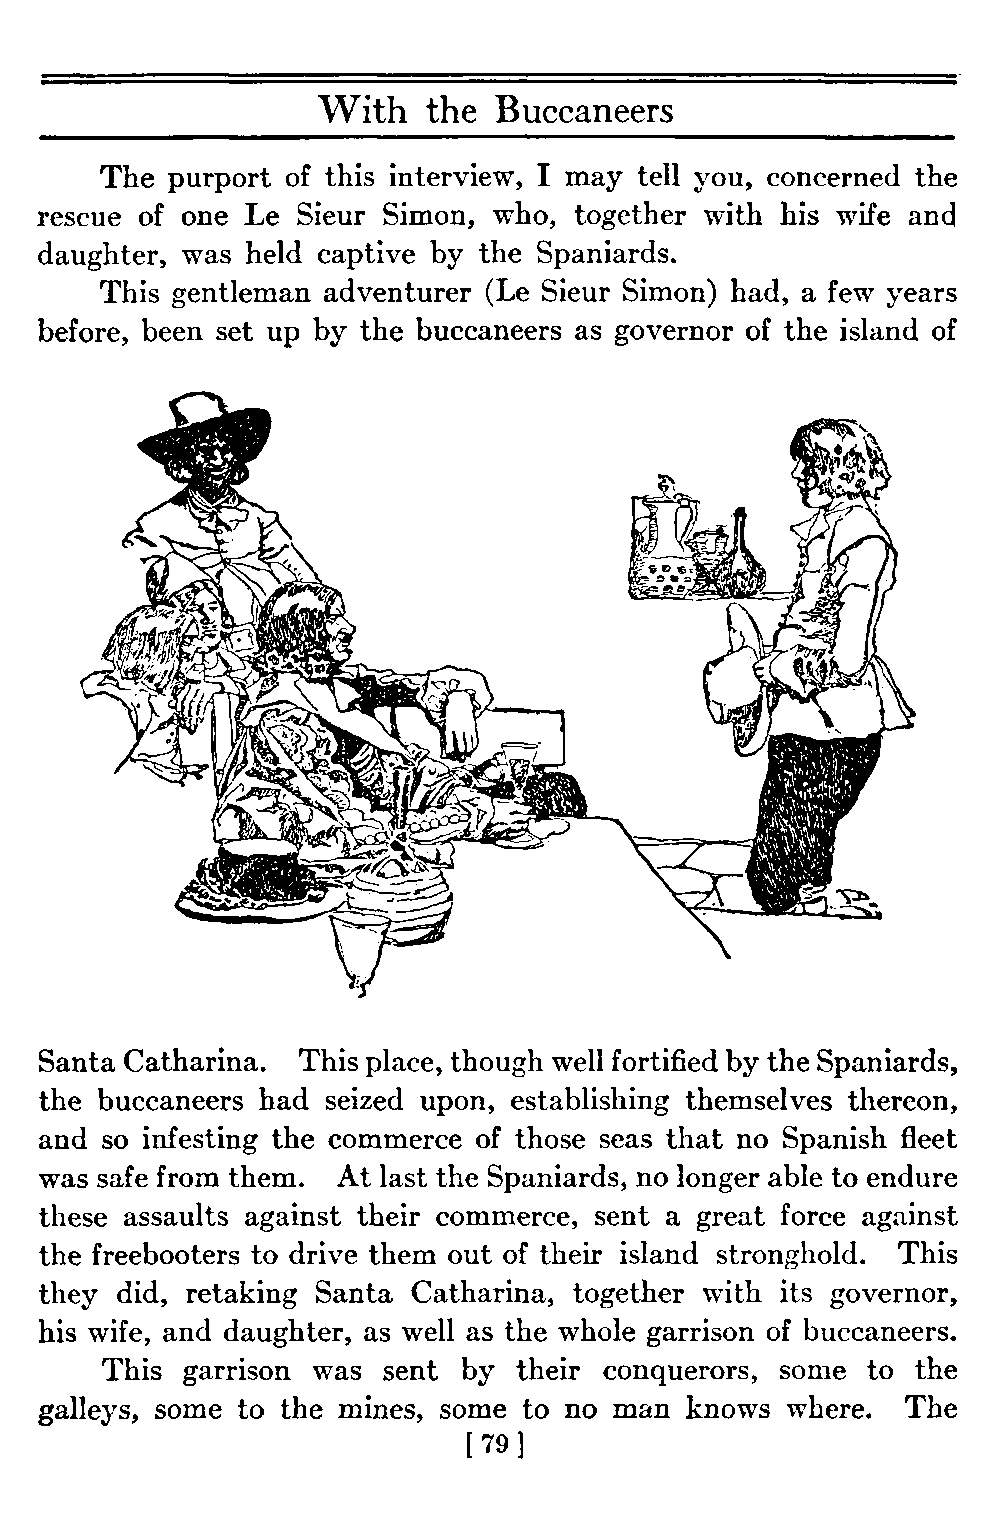 With the Buccaneers
The purport of this interview, I may tell you, concerned the
rescue of one Le Sieur Simon, who, together with his wife and
daughter, was held captive by the Spaniards.
This gentleman adventurer (Le Sieur Simon) had, a few years
before, been set up by the buccaneers as governor of the island of
Santa Catharina. This place, though well fortified by the Spaniards,
the buccaneers had seized upon, establishing themselves thereon,
and so infesting the commerce of those seas that no Spanish fleet
was safe from them. At last the Spaniards, no longer able to endure
these assaults against their commerce, sent a great force against
the freebooters to drive them out of their island stronghold. This
they did, retaking Santa Catharina, together with its governor,
his wife, and daughter, as well as the whole garrison of buccaneers.
This garrison was sent by their conquerors, some to the
galleys, some to the mines, some to no man knows where. The
[ 79 ]